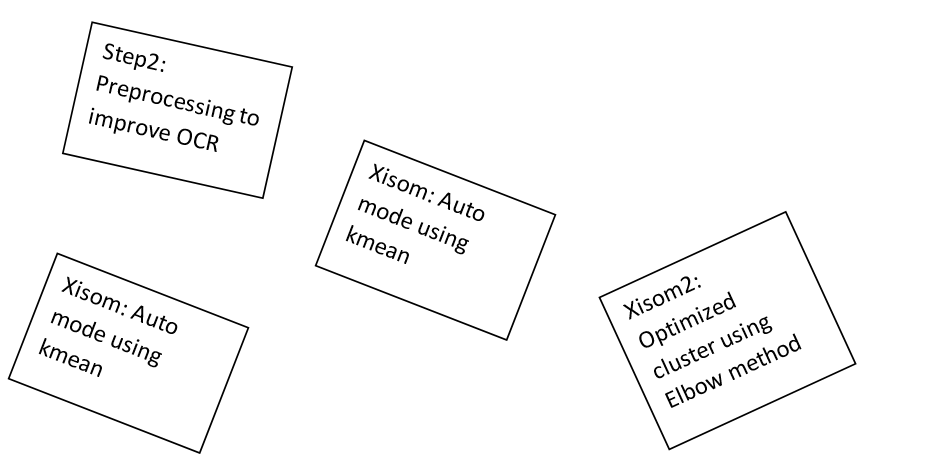 Step2:
Preprocessing to
improve OCR
Xisom: Auto
mode using
kmean
Xisom: Auto
mode using
kmean
Xisom2:
Optimized
cluster using
Elbow method